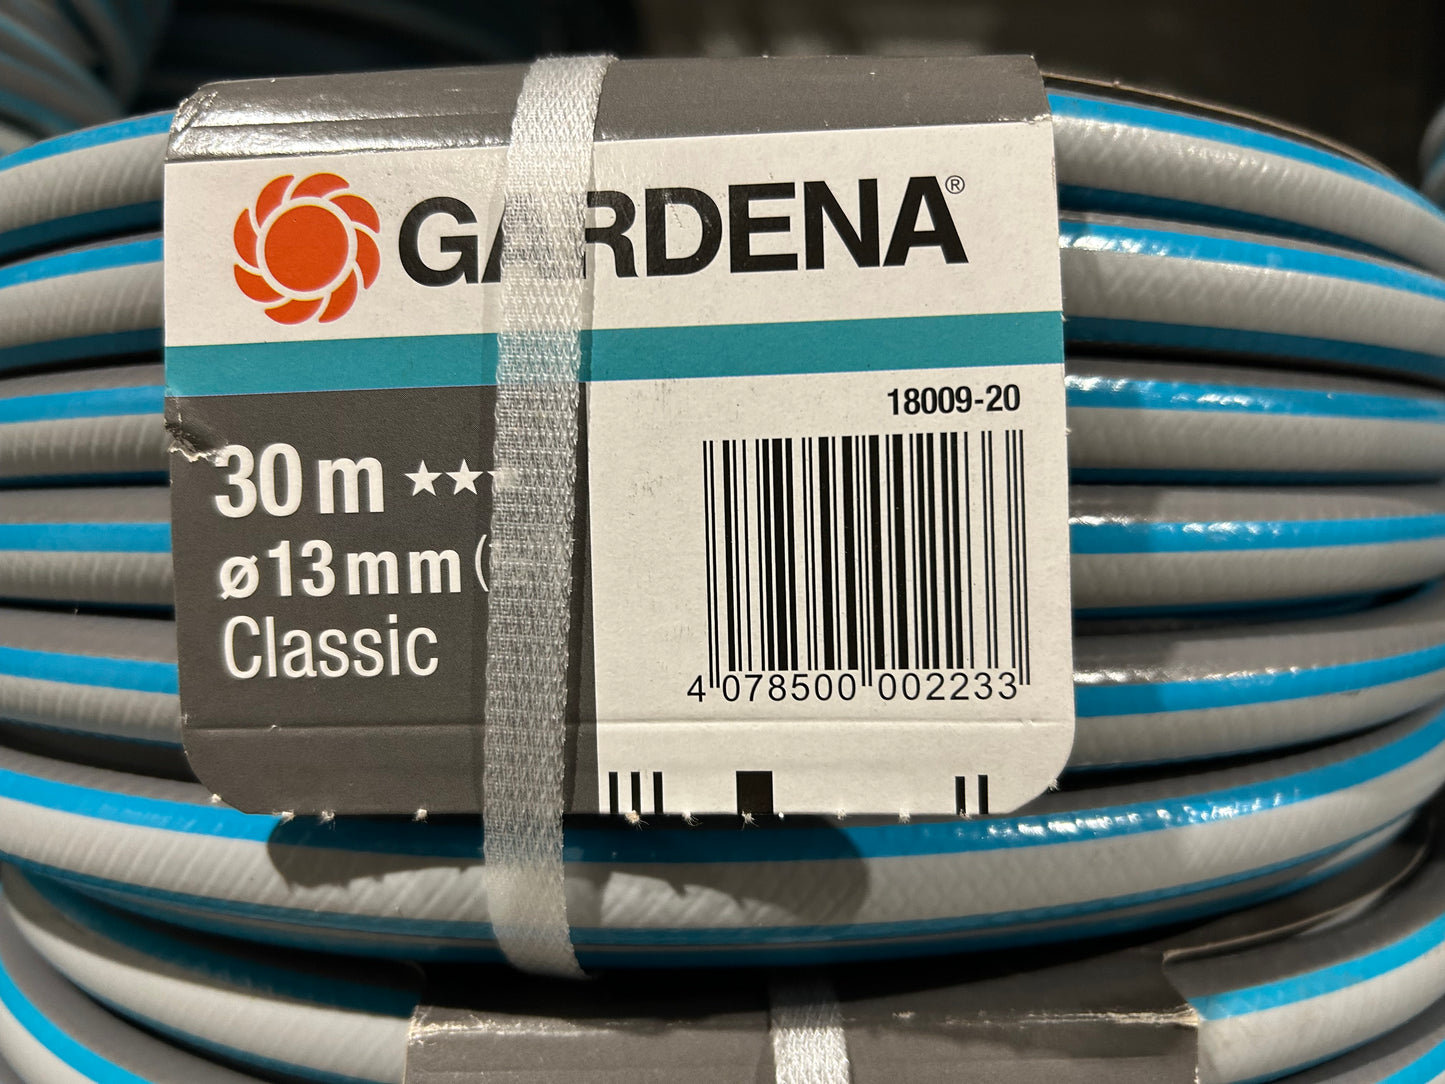 GARDENA®
18009-20
30 m ★★★
ø13 mm (
Classic
4 078500 002233